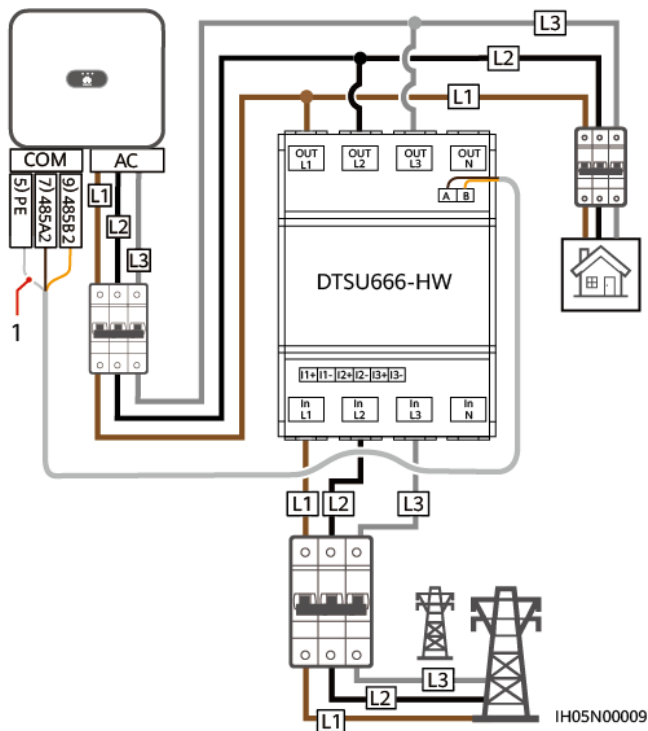 L3
L2
L1
COM AC
5) PE
7) 485A2
9) 485B2
L1
L2
L3
OUT L1
OUT L2
OUT L3
OUT N
A B
DTSU666-HW
1
I1+ I1- I2+ I2- I3+ I3-
In L1
In L2
In L3
In N
L1 L2 L3
L3
L2
L1
IH05N00009